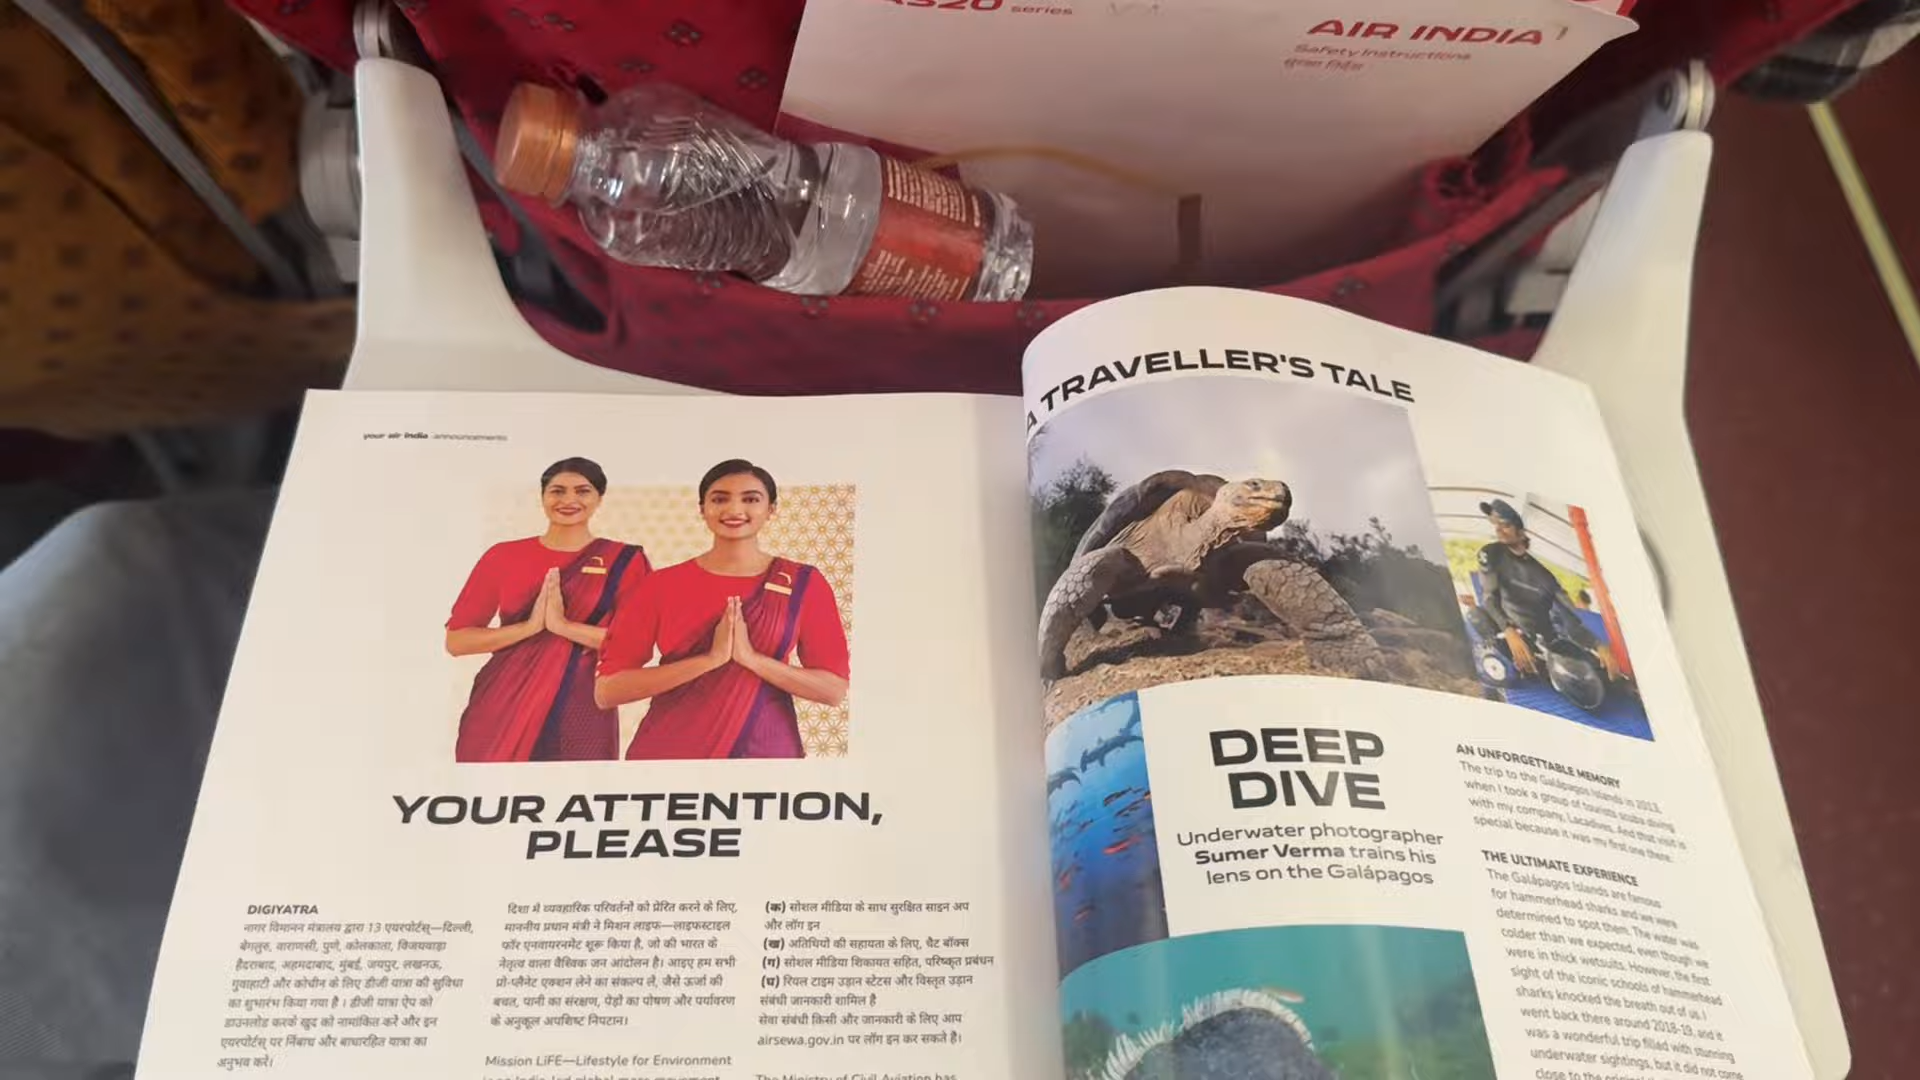 A320 series
AIR INDIA
Safety Instructions
सुरक्षा निर्देश
your air india announcements
YOUR ATTENTION,
PLEASE
DIGIYATRA
नागर विमानन मंत्रालय द्वारा 13 एयरपोर्ट्स—दिल्ली,
बेंगलुरु, वाराणसी, पुणे, कोलकाता, विजयवाड़ा
हैदराबाद, अहमदाबाद, मुंबई, जयपुर, लखनऊ,
गुवाहाटी और कोचीन के लिए डीजी यात्रा की सुविधा
का शुभारंभ किया गया है । डीजी यात्रा ऐप को
डाउनलोड करके खुद को नामांकित करें और इन
एयरपोर्ट्स पर निर्बाध और बाधारहित यात्रा का
अनुभव करें।
दिशा में व्यवहारिक परिवर्तनों को प्रेरित करने के लिए,
माननीय प्रधान मंत्री ने मिशन लाइफ—लाइफस्टाइल
फॉर एनवायरनमेंट शुरू किया है, जो की भारत के
नेतृत्व वाला वैश्विक जन आंदोलन है। आइए हम सभी
प्रो-प्लैनेट एक्शन लेने का संकल्प लें, जैसे ऊर्जा की
बचत, पानी का संरक्षण, पेड़ों का पोषण और पर्यावरण
के अनुकूल अपशिष्ट निपटान।
Mission LiFE—Lifestyle for Environment
(क) सोशल मीडिया के साथ सुरक्षित साइन अप
और लॉग इन
(ख) अतिथियों की सहायता के लिए, चैट बॉक्स
(ग) सोशल मीडिया शिकायत सहित, परिष्कृत प्रबंधन
(घ) रियल टाइम उड़ान स्टेटस और विस्तृत उड़ान
संबंधी जानकारी शामिल है
सेवा संबंधी किसी और जानकारी के लिए आप
airsewa.gov.in पर लॉग इन कर सकते है।
The Ministry of Civil Aviation has
A TRAVELLER'S TALE
DEEP
DIVE
Underwater photographer
Sumer Verma trains his
lens on the Galápagos
AN UNFORGETTABLE MEMORY
The trip to the Galápagos Islands in 2013,
when I took a group of tourists scuba diving
with my company, Lacadives. And that visit is
special because it was my first one there.
THE ULTIMATE EXPERIENCE
The Galápagos Islands are famous
for hammerhead sharks and we were
determined to spot them. The water was
colder than we expected, even though we
were in thick wetsuits. However, the first
sight of the iconic schools of hammerhead
sharks knocked the breath out of us. I
went back there around 2018-19, and it
was a wonderful trip filled with stunning
underwater sightings, but it did not come
close to the original